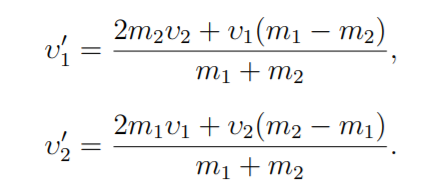 v′₁ = (2m₂v₂ + v₁(m₁ − m₂)) / (m₁ + m₂),
v′₂ = (2m₁v₁ + v₂(m₂ − m₁)) / (m₁ + m₂).